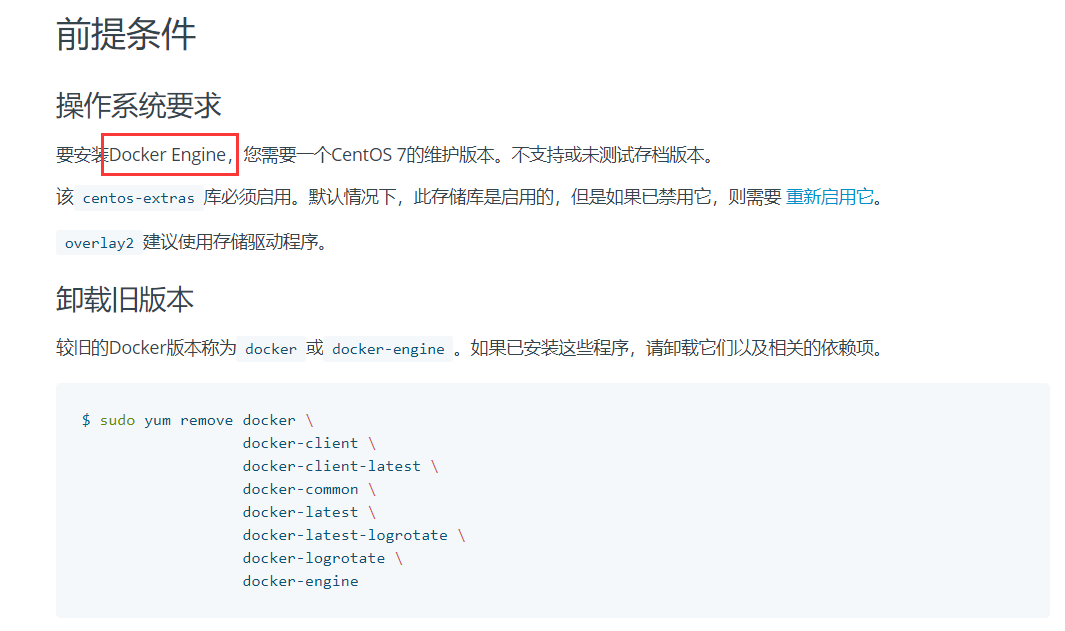 前提条件
操作系统要求
要安装Docker Engine，您需要一个CentOS 7的维护版本。不支持或未测试存档版本。
该 centos-extras 库必须启用。默认情况下，此存储库是启用的，但是如果已禁用它，则需要 重新启用它。
overlay2 建议使用存储驱动程序。
卸载旧版本
较旧的Docker版本称为 docker 或 docker-engine 。如果已安装这些程序，请卸载它们以及相关的依赖项。
$ sudo yum remove docker \
docker-client \
docker-client-latest \
docker-common \
docker-latest \
docker-latest-logrotate \
docker-logrotate \
docker-engine